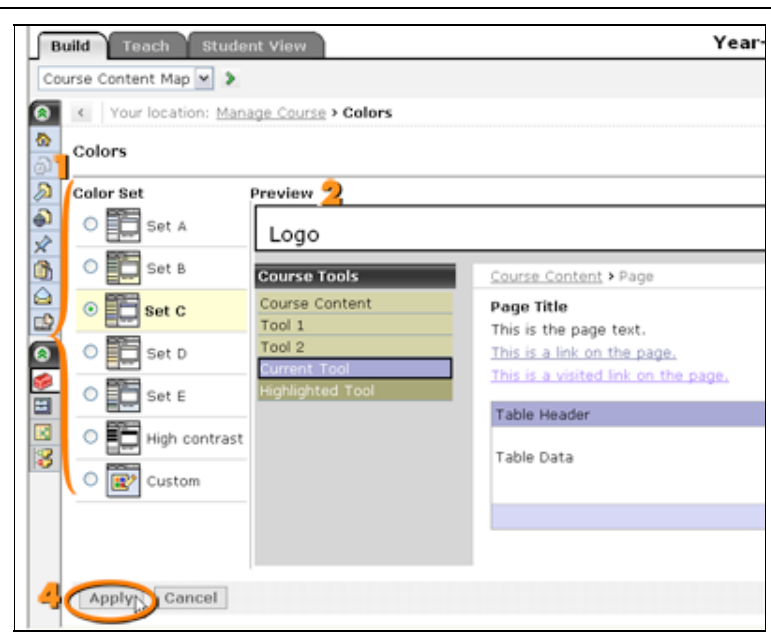 Build Teach Student View Year-
Course Content Map
Your location: Manage Course › Colors
Colors
1
Color Set
Set A
Set B
Set C
Set D
Set E
High contrast
Custom
Preview 2
Logo
Course Tools
Course Content
Tool 1
Tool 2
Current Tool
Highlighted Tool
Course Content › Page
Page Title
This is the page text.
This is a link on the page.
This is a visited link on the page.
Table Header
Table Data
4 Apply Cancel